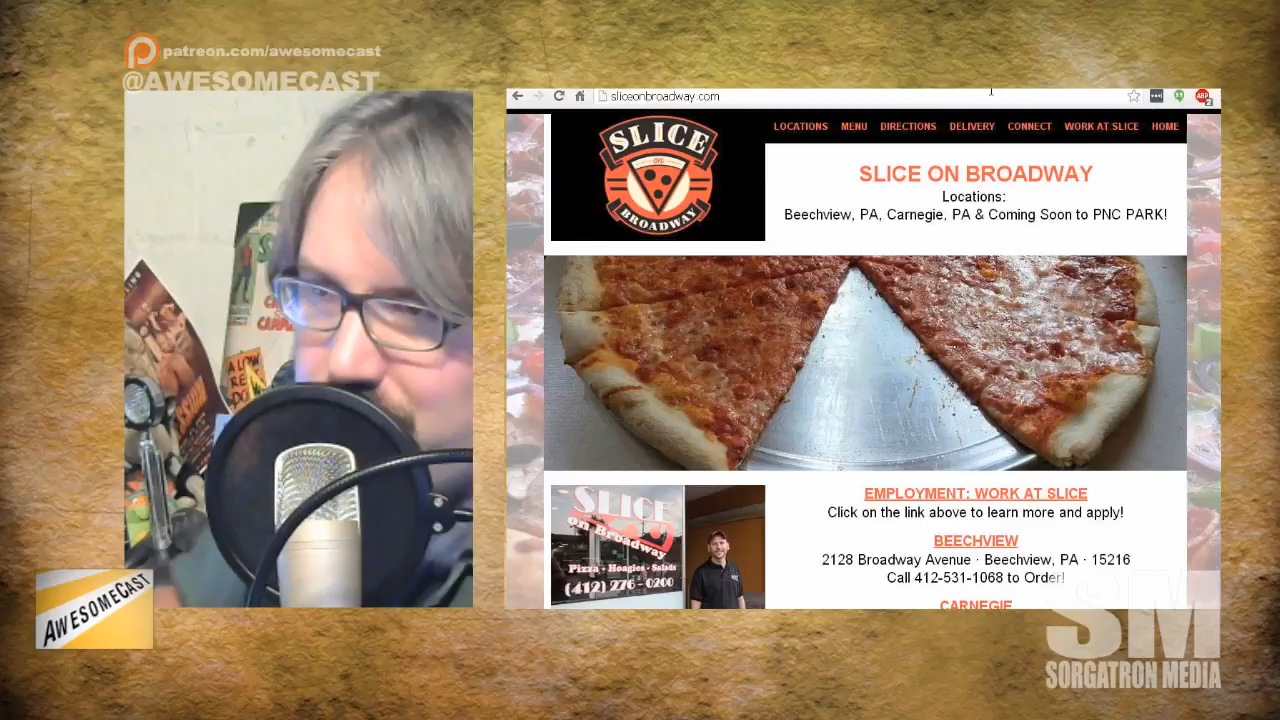 patreon.com/awesomecast
@AWESOMECAST
sliceonbroadway.com
ABP
2
SLICE
on
BROADWAY
LOCATIONS MENU DIRECTIONS DELIVERY CONNECT WORK AT SLICE HOME
SLICE ON BROADWAY
Locations:
Beechview, PA, Carnegie, PA & Coming Soon to PNC PARK!
SLICE
on Broadway
Pizza - Hoagies - Salads
(412) 276-0200
EMPLOYMENT: WORK AT SLICE
Click on the link above to learn more and apply!
BEECHVIEW
2128 Broadway Avenue · Beechview, PA · 15216
Call 412-531-1068 to Order!
CARNEGIE
AWESOMECAST
SM
SORGATRON MEDIA